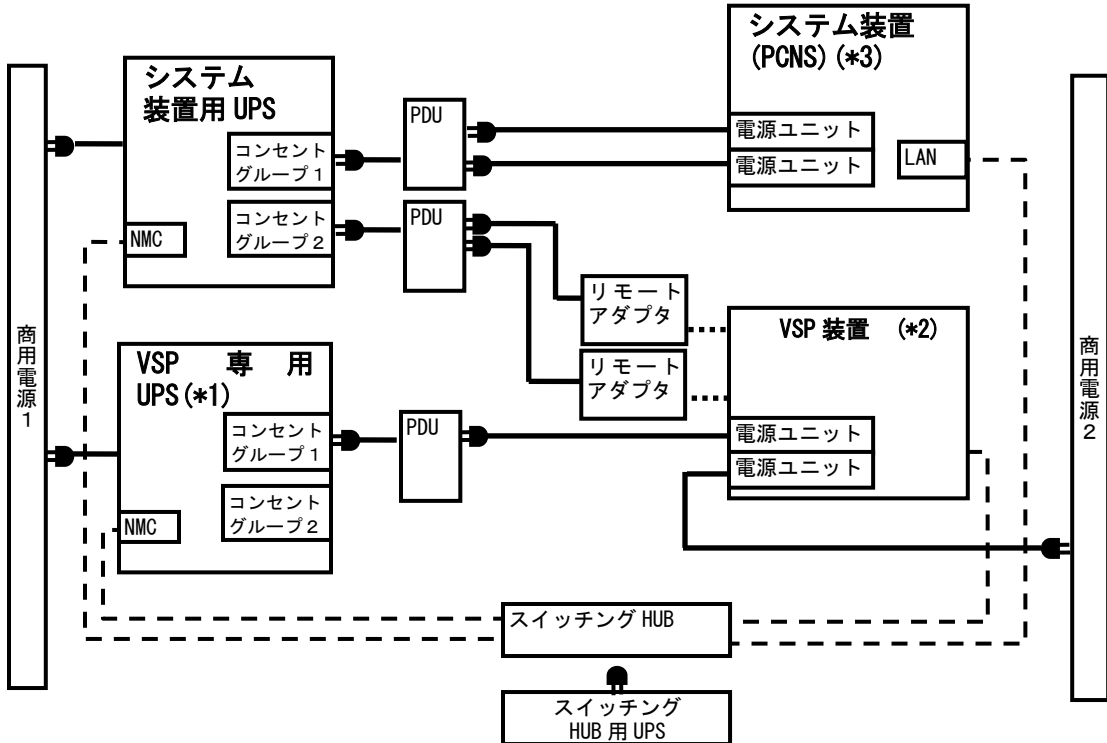 商用電源1
システム
装置用 UPS
コンセント
グループ 1
コンセント
グループ 2
NMC
PDU
PDU
システム装置
(PCNS) (*3)
電源ユニット
電源ユニット
LAN
リモート
アダプタ
リモート
アダプタ
VSP 専 用
UPS (*1)
コンセント
グループ 1
コンセント
グループ 2
NMC
PDU
VSP 装置 (*2)
電源ユニット
電源ユニット
商用電源2
スイッチング HUB
スイッチング
HUB 用 UPS